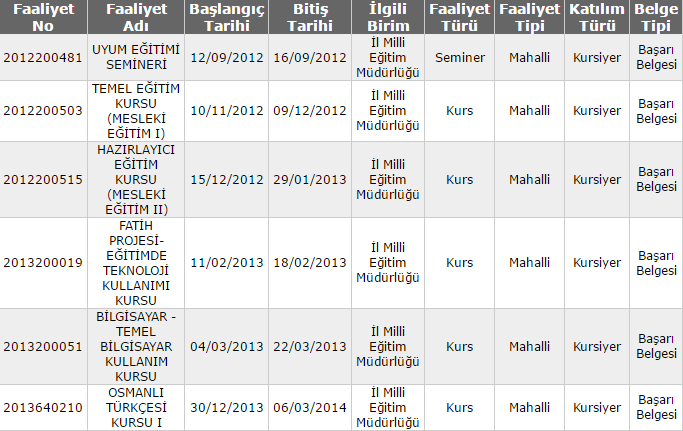 Faaliyet No Faaliyet Adı Başlangıç Tarihi Bitiş Tarihi İlgili Birim Faaliyet Türü Faaliyet Tipi Katılım Türü Belge Tipi
2012200481 UYUM EĞİTİMİ SEMİNERİ 12/09/2012 16/09/2012 İl Milli Eğitim Müdürlüğü Seminer Mahalli Kursiyer Başarı Belgesi
2012200503 TEMEL EĞİTİM KURSU (MESLEKİ EĞİTİM I) 10/11/2012 09/12/2012 İl Milli Eğitim Müdürlüğü Kurs Mahalli Kursiyer Başarı Belgesi
2012200515 HAZIRLAYICI EĞİTİM KURSU (MESLEKİ EĞİTİM II) 15/12/2012 29/01/2013 İl Milli Eğitim Müdürlüğü Kurs Mahalli Kursiyer Başarı Belgesi
2013200019 FATİH PROJESİ-EĞİTİMDE TEKNOLOJİ KULLANIMI KURSU 11/02/2013 18/02/2013 İl Milli Eğitim Müdürlüğü Kurs Mahalli Kursiyer Başarı Belgesi
2013200051 BİLGİSAYAR - TEMEL BİLGİSAYAR KULLANIM KURSU 04/03/2013 22/03/2013 İl Milli Eğitim Müdürlüğü Kurs Mahalli Kursiyer Başarı Belgesi
2013640210 OSMANLI TÜRKÇESİ KURSU I 30/12/2013 06/03/2014 İl Milli Eğitim Müdürlüğü Kurs Mahalli Kursiyer Başarı Belgesi